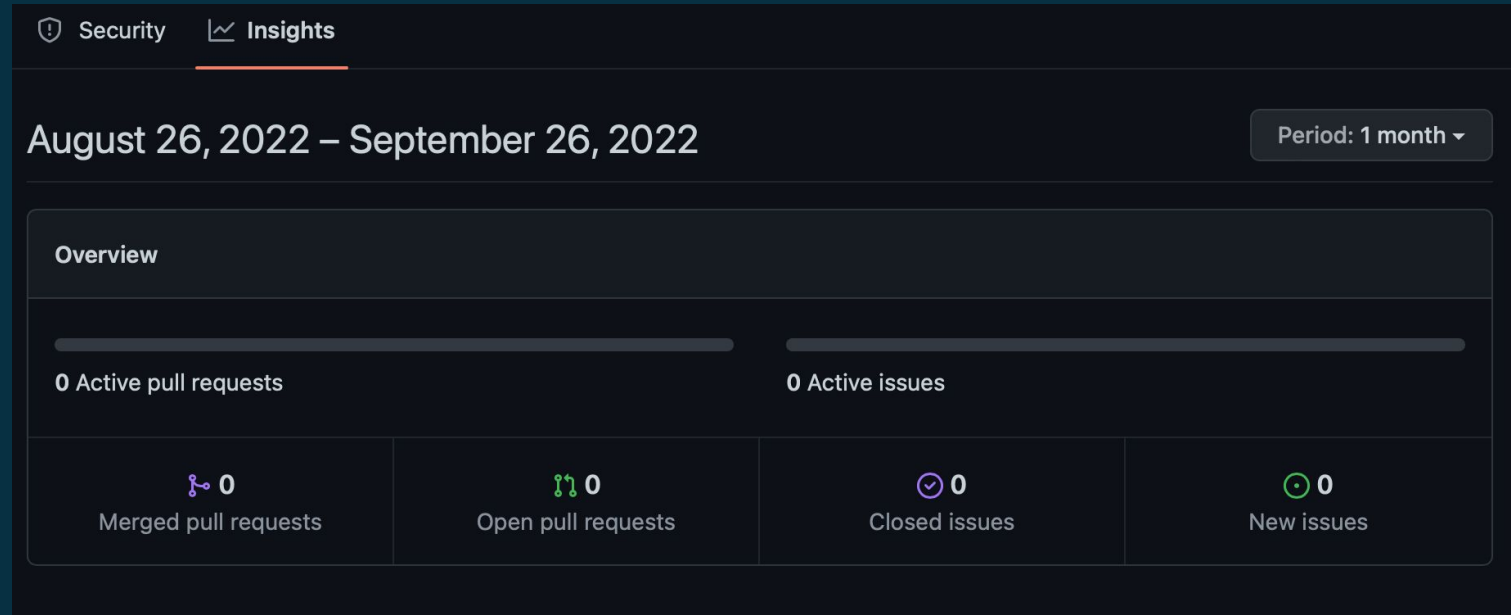 Security Insights
August 26, 2022 – September 26, 2022
Period: 1 month
Overview
0 Active pull requests
0 Active issues
0
Merged pull requests
0
Open pull requests
0
Closed issues
0
New issues